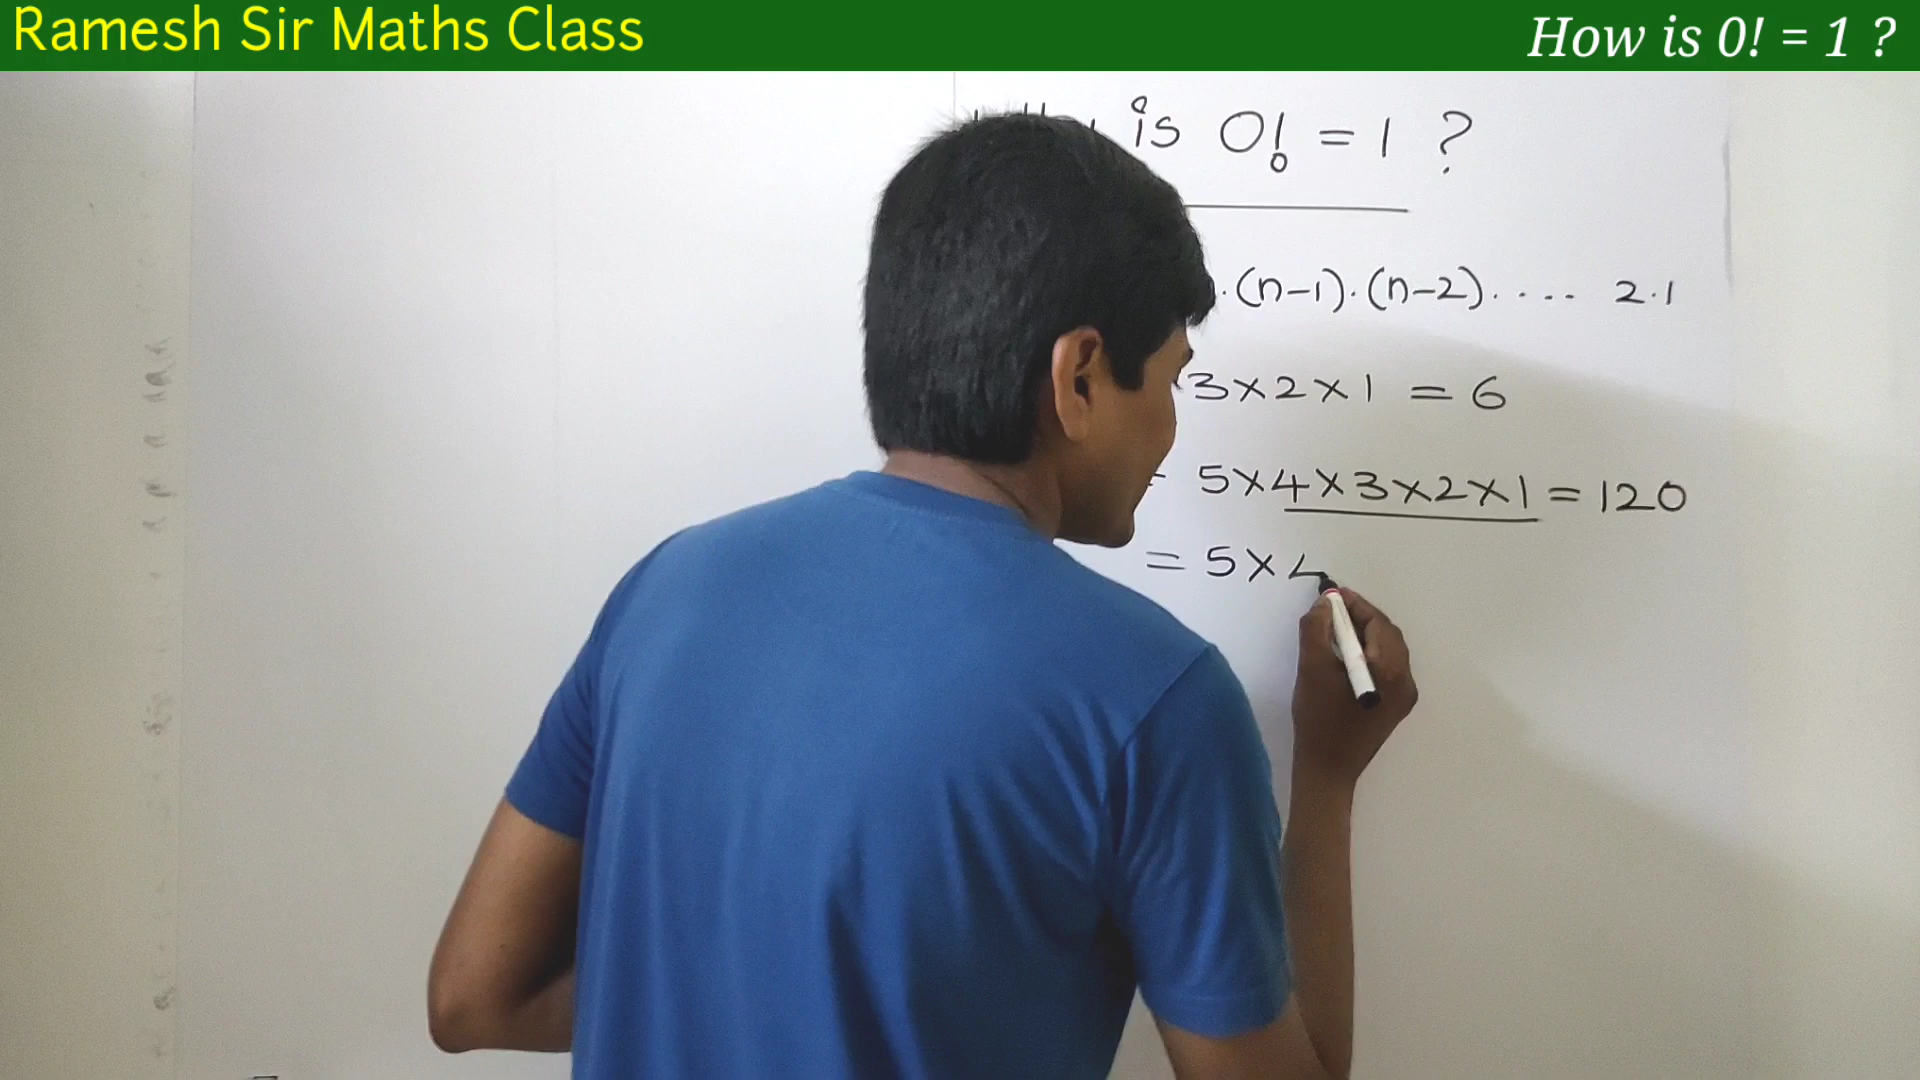 Ramesh Sir Maths Class
How is 0! = 1 ?
is 0! = 1 ?
.(n-1).(n-2). .... 2.1
3×2×1 = 6
= 5×4×3×2×1 = 120
= 5×4